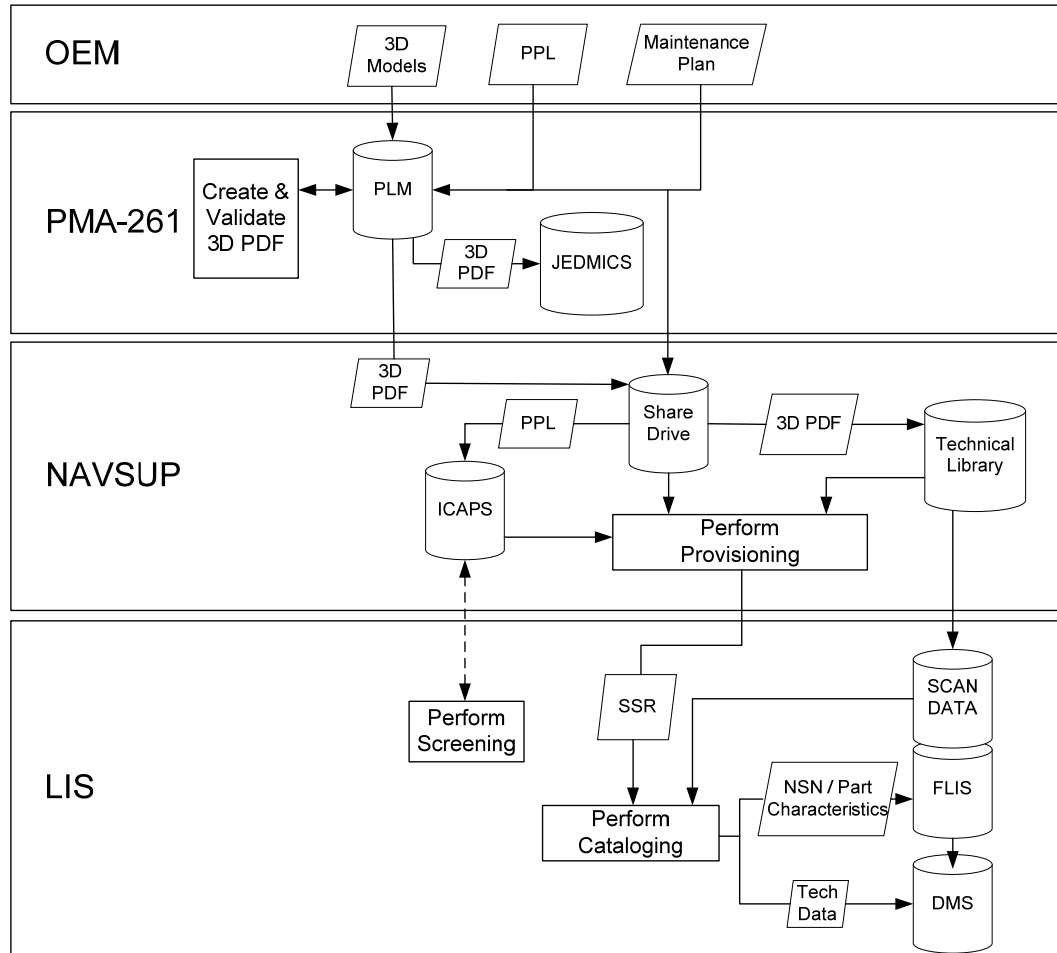 OEM
3D
Models
PPL
Maintenance
Plan
PMA-261
Create &
Validate
3D PDF
PLM
3D
PDF
JEDMICS
NAVSUP
3D
PDF
PPL
Share
Drive
3D PDF
Technical
Library
ICAPS
Perform
Provisioning
LIS
Perform
Screening
SSR
SCAN
DATA
Perform
Cataloging
NSN / Part
Characteristics
FLIS
Tech
Data
DMS